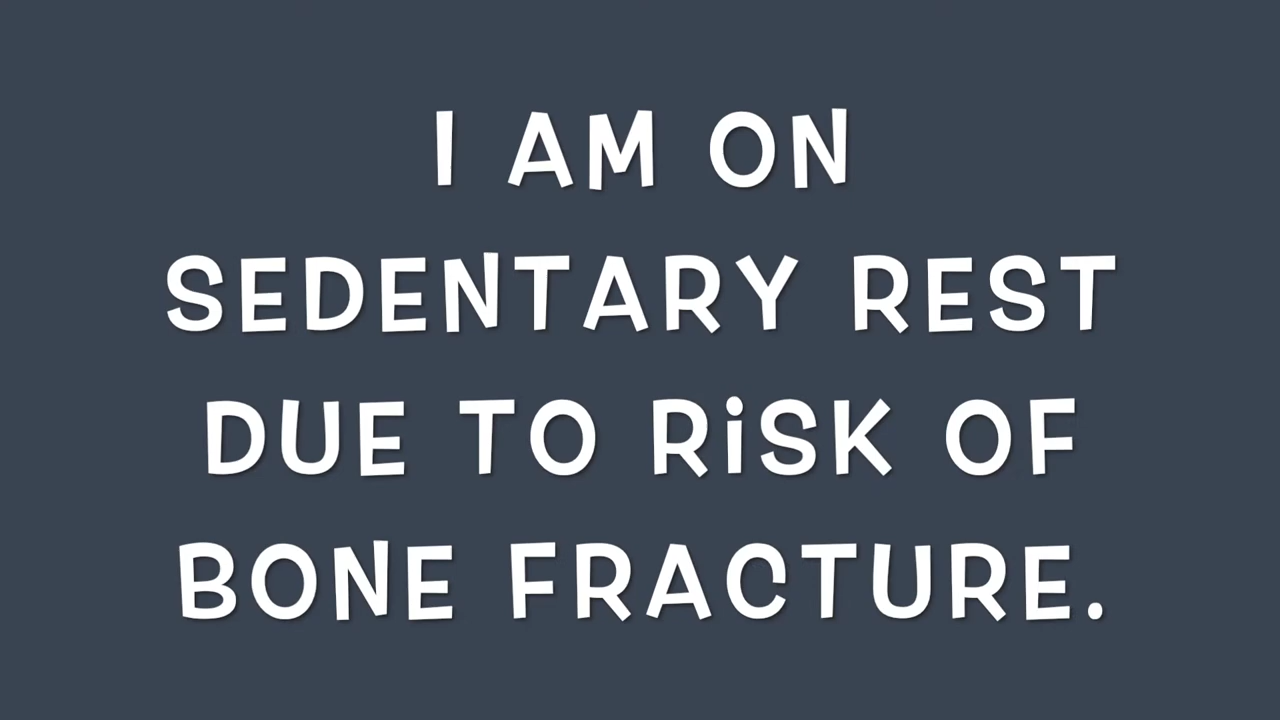 I AM ON
SEDENTARY REST
DUE TO RiSK OF
BONE FRACTURE.